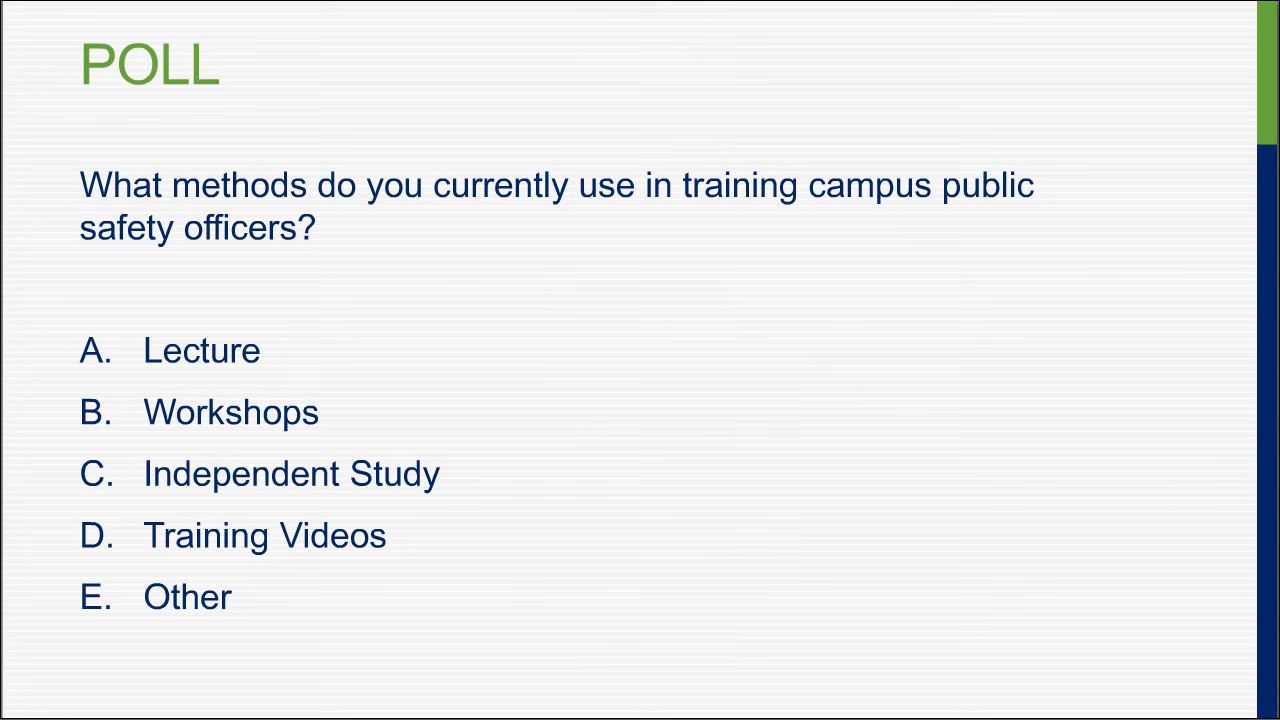 POLL
What methods do you currently use in training campus public
safety officers?
A. Lecture
B. Workshops
C. Independent Study
D. Training Videos
E. Other